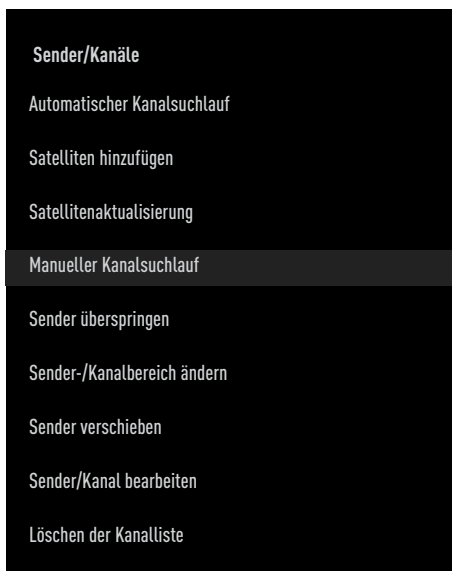 Sender/Kanäle
Automatischer Kanalsuchlauf
Satelliten hinzufügen
Satellitenaktualisierung
Manueller Kanalsuchlauf
Sender überspringen
Sender-/Kanalbereich ändern
Sender verschieben
Sender/Kanal bearbeiten
Löschen der Kanalliste